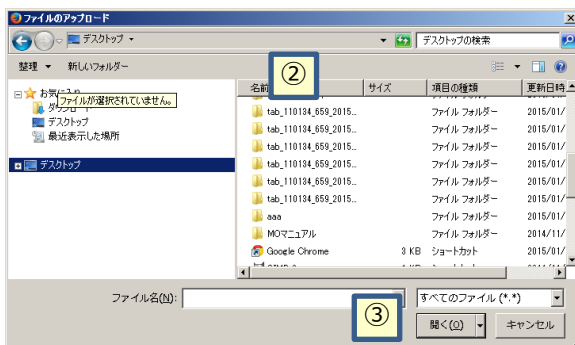 ファイルのアップロード
デスクトップ
デスクトップの検索
整理 新しいフォルダー
②
名前 サイズ 項目の種類 更新日時
お気に入り
ファイルが選択されていません。
ダウンロード
デスクトップ
最近表示した場所
デスクトップ
tab_110134_659_2015... ファイル フォルダー 2015/01/
tab_110134_659_2015... ファイル フォルダー 2015/01/
tab_110134_659_2015... ファイル フォルダー 2015/01/
tab_110134_659_2015... ファイル フォルダー 2015/01/
tab_110134_659_2015... ファイル フォルダー 2015/01/
tab_110134_659_2015... ファイル フォルダー 2015/01/
aaa ファイル フォルダー 2015/01/
MOマニュアル ファイル フォルダー 2014/11/
Google Chrome 3 KB ショートカット 2015/01/
ファイル名(N):
すべてのファイル (*.*)
③
開く(O) キャンセル